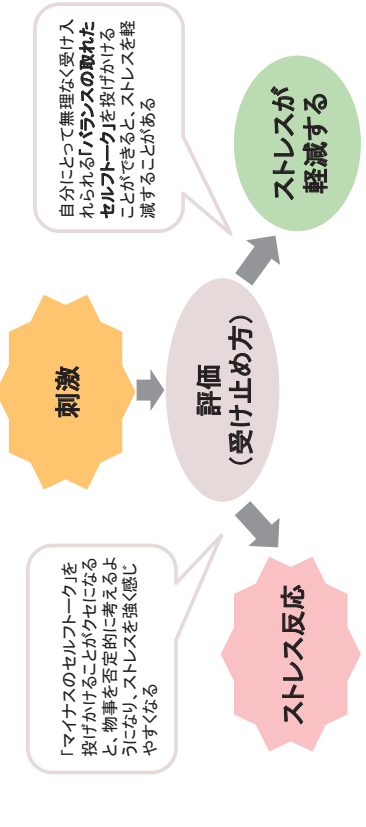 刺激
評価
（受け止め方）
「マイナスのセルフトーク」を
投げかけることがクセになる
と、物事を否定的に考えるよ
うになり、ストレスを強く感じ
やすくなる
ストレス反応
自分にとって無理なく受け入
れられる「バランスの取れた
セルフトーク」を投げかける
ことができると、ストレスを軽
減することがある
ストレスが
軽減する